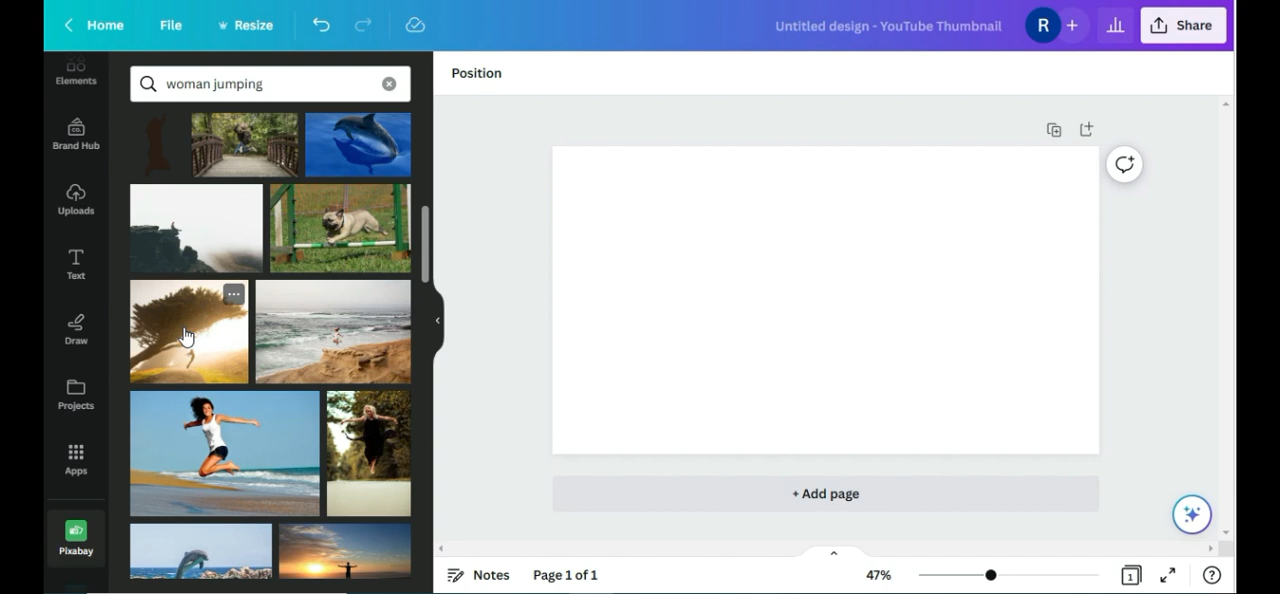 Home File Resize Untitled design - YouTube Thumbnail R + Share
Elements
woman jumping
Position
Brand Hub
Uploads
Text
Draw
Projects
Apps
+ Add page
Pixabay
Notes Page 1 of 1 47% 1 ?